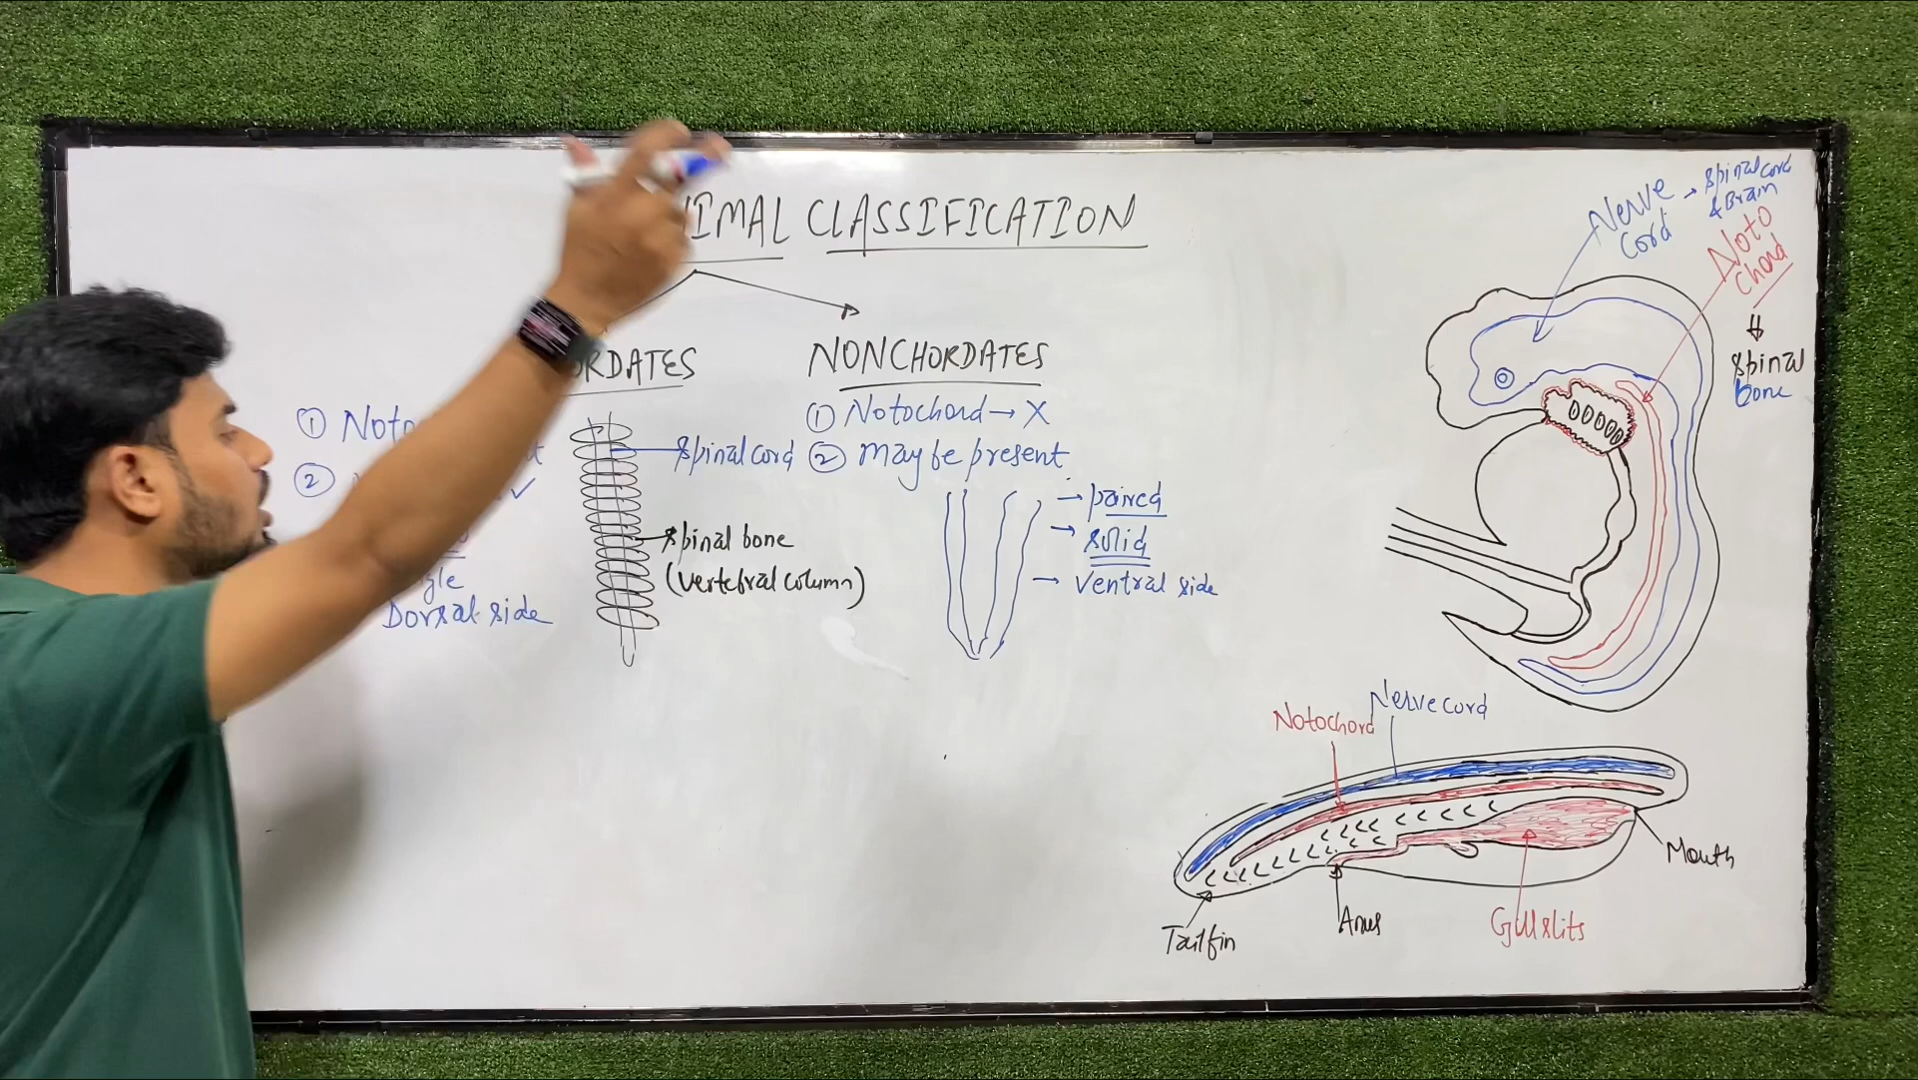 NIMAL CLASSIFICATION
ORDATES
① Noto
②
gle
Dorsal side
spinal cord
spinal bone
(vertebral column)
NONCHORDATES
① Notochord → X
② may be present
→ paired
→ solid
→ ventral side
Nerve
cord
→ spinal cord
& Brain
Noto
chord
spinal
bone
Notochord
Nerve cord
Mouth
Tail fin
Anus
Gill slits